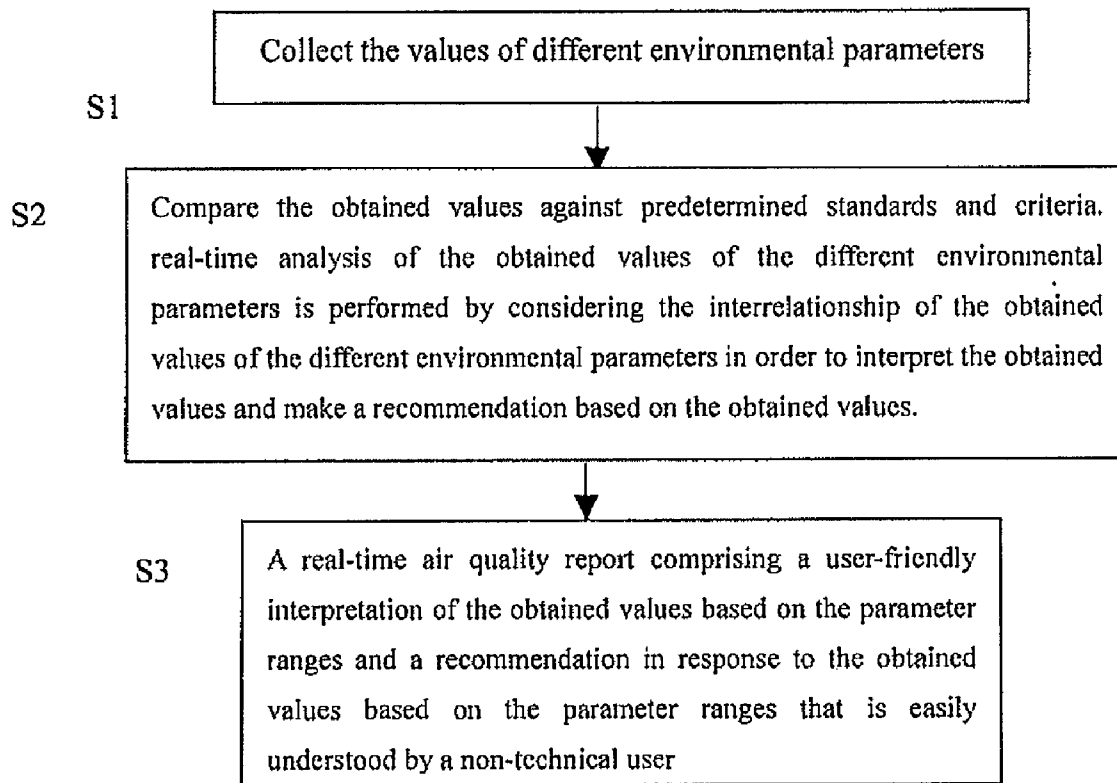 Collect the values of different environmental parameters
S1
S2
Compare the obtained values against predetermined standards and criteria.
real-time analysis of the obtained values of the different environmental
parameters is performed by considering the interrelationship of the obtained
values of the different environmental parameters in order to interpret the obtained
values and make a recommendation based on the obtained values.
S3
A real-time air quality report comprising a user-friendly
interpretation of the obtained values based on the parameter
ranges and a recommendation in response to the obtained
values based on the parameter ranges that is easily
understood by a non-technical user